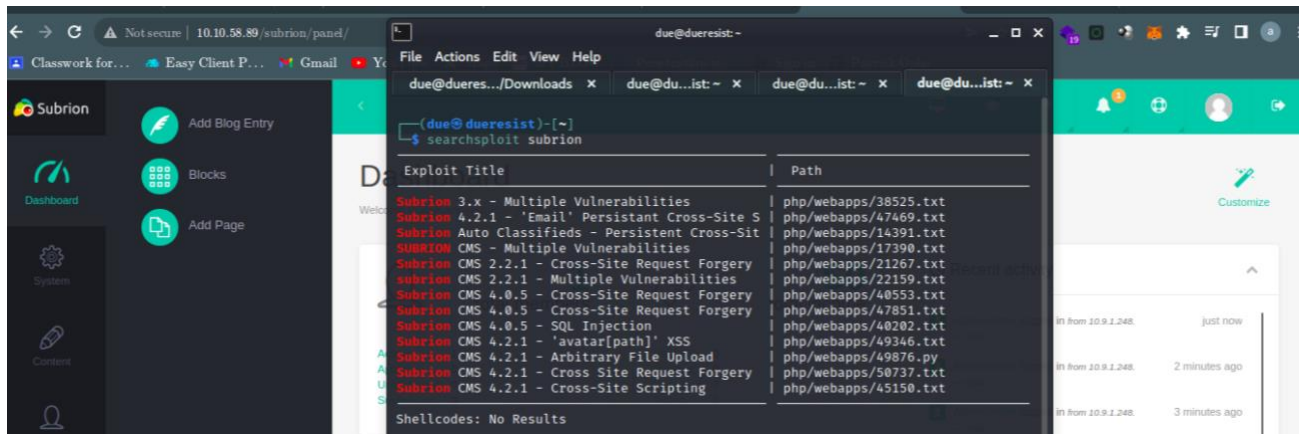 Not secure | 10.10.58.89/subrion/panel/
due@dueresist: ~
File Actions Edit View Help
Classwork for... Easy Client P... Gmail
due@dueres.../Downloads × due@du...ist: ~ × due@du...ist: ~ × due@du...ist: ~ ×
Subrion
Add Blog Entry
Blocks
Add Page
Dashboard
System
Content
(due㉿dueresist)-[~]
$ searchsploit subrion
Exploit Title | Path
Subrion 3.x - Multiple Vulnerabilities | php/webapps/38525.txt
Subrion 4.2.1 - 'Email' Persistant Cross-Site S | php/webapps/47469.txt
Subrion Auto Classifieds - Persistent Cross-Sit | php/webapps/14391.txt
SUBRION CMS - Multiple Vulnerabilities | php/webapps/17390.txt
Subrion CMS 2.2.1 - Cross-Site Request Forgery | php/webapps/21267.txt
subrion CMS 2.2.1 - Multiple Vulnerabilities | php/webapps/22159.txt
Subrion CMS 4.0.5 - Cross-Site Request Forgery | php/webapps/40553.txt
Subrion CMS 4.0.5 - Cross-Site Request Forgery | php/webapps/47851.txt
Subrion CMS 4.0.5 - SQL Injection | php/webapps/40202.txt
Subrion CMS 4.2.1 - 'avatar[path]' XSS | php/webapps/49346.txt
Subrion CMS 4.2.1 - Arbitrary File Upload | php/webapps/49876.py
Subrion CMS 4.2.1 - Cross Site Request Forgery | php/webapps/50737.txt
Subrion CMS 4.2.1 - Cross-Site Scripting | php/webapps/45150.txt
Shellcodes: No Results
Customize
Recent activity
in from 10.9.1.248. just now
in from 10.9.1.248. 2 minutes ago
in from 10.9.1.248. 3 minutes ago